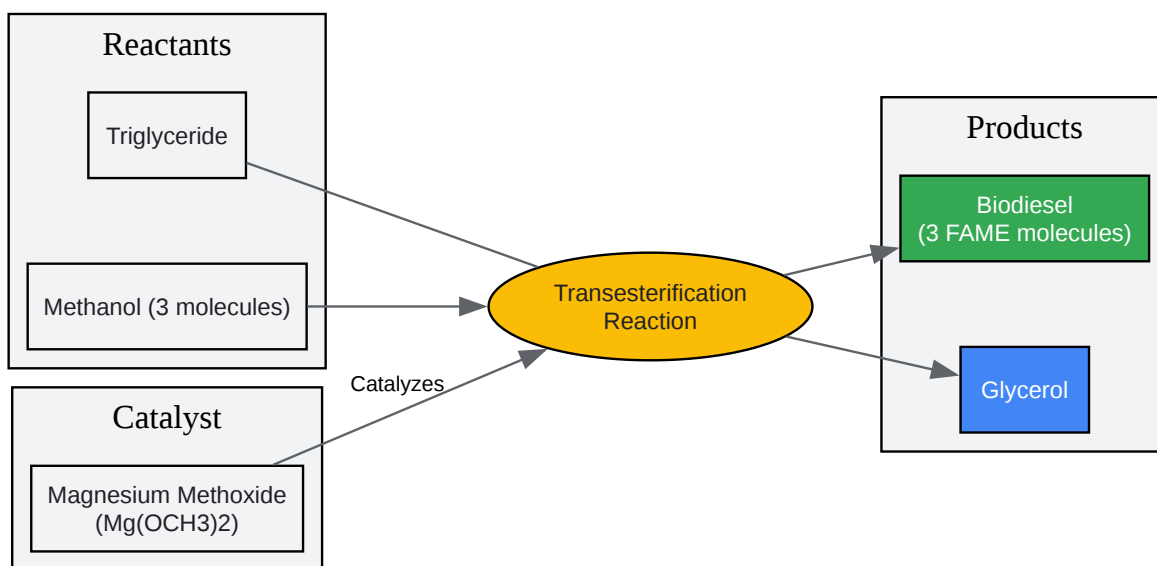 Reactants
Triglyceride
Methanol (3 molecules)
Catalyst
Magnesium Methoxide
(Mg(OCH3)2)
Catalyzes
Transesterification
Reaction
Products
Biodiesel
(3 FAME molecules)
Glycerol